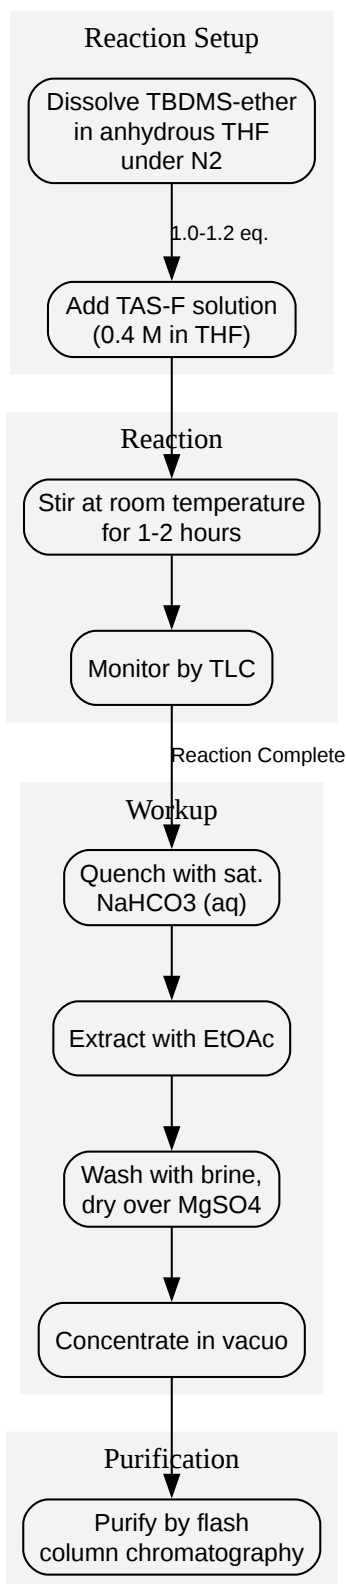 Reaction Setup
Dissolve TBDMS-ether
in anhydrous THF
under N2
1.0-1.2 eq.
Add TAS-F solution
(0.4 M in THF)
Reaction
Stir at room temperature
for 1-2 hours
Monitor by TLC
Reaction Complete
Workup
Quench with sat.
NaHCO3 (aq)
Extract with EtOAc
Wash with brine,
dry over MgSO4
Concentrate in vacuo
Purification
Purify by flash
column chromatography